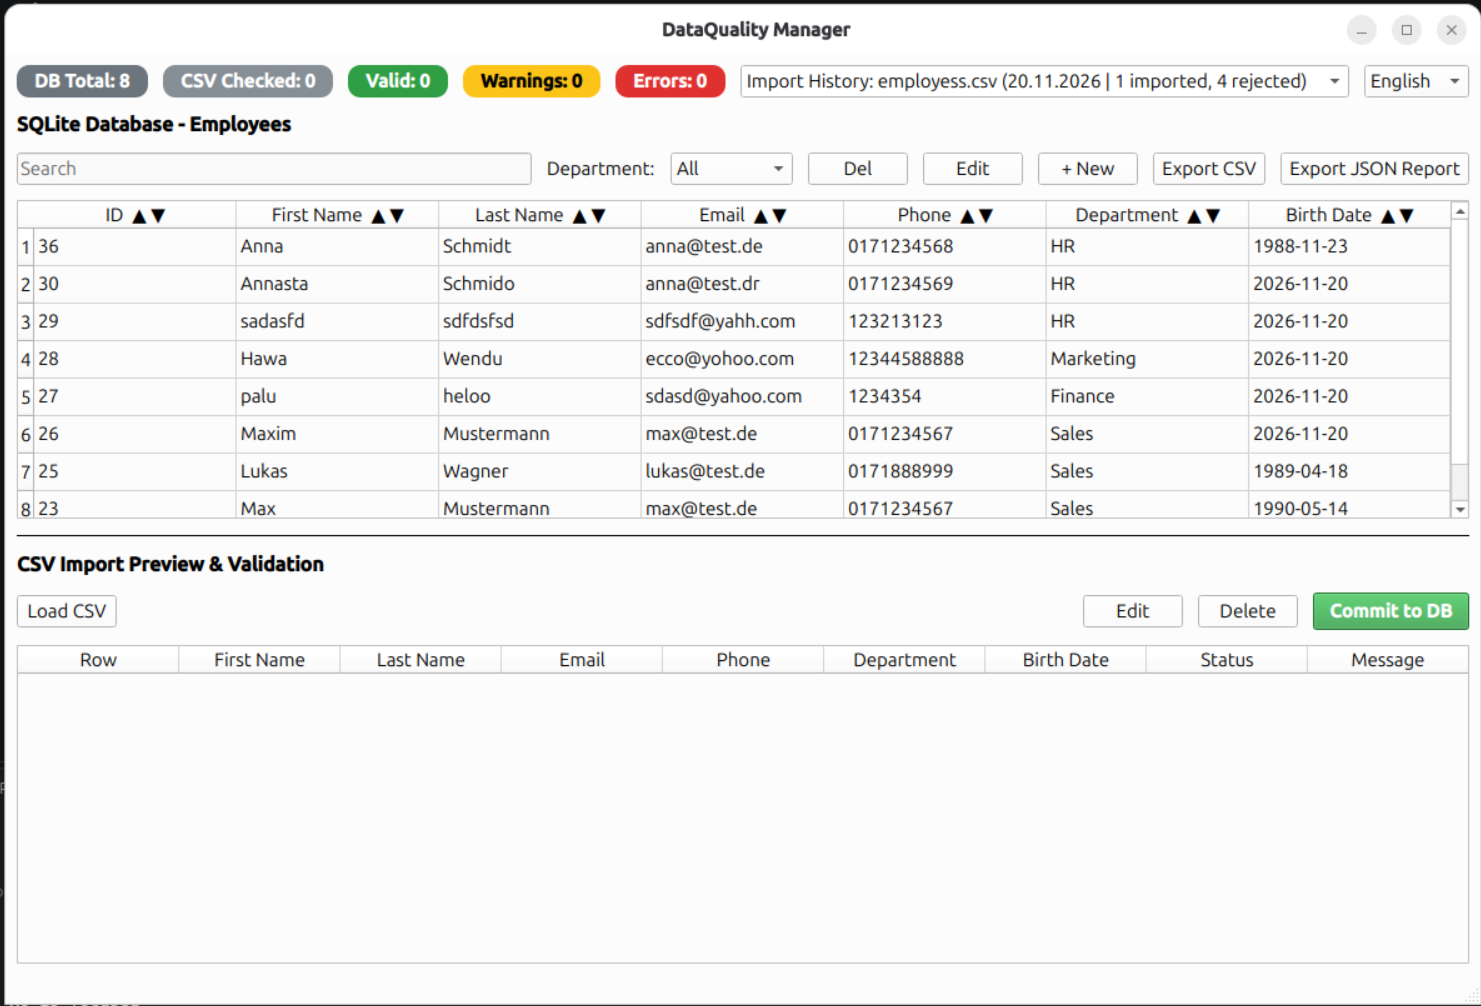 DataQuality Manager
DB Total: 8 CSV Checked: 0 Valid: 0 Warnings: 0 Errors: 0 Import History: employess.csv (20.11.2026 | 1 imported, 4 rejected) English
SQLite Database - Employees
Search Department: All Del Edit + New Export CSV Export JSON Report
ID ▲▼ First Name ▲▼ Last Name ▲▼ Email ▲▼ Phone ▲▼ Department ▲▼ Birth Date ▲▼
1 36 Anna Schmidt anna@test.de 0171234568 HR 1988-11-23
2 30 Annasta Schmido anna@test.dr 0171234569 HR 2026-11-20
3 29 sadasfd sdfdsfsd sdfsdf@yahh.com 123213123 HR 2026-11-20
4 28 Hawa Wendu ecco@yohoo.com 12344588888 Marketing 2026-11-20
5 27 palu heloo sdasd@yahoo.com 1234354 Finance 2026-11-20
6 26 Maxim Mustermann max@test.de 0171234567 Sales 2026-11-20
7 25 Lukas Wagner lukas@test.de 0171888999 Sales 1989-04-18
8 23 Max Mustermann max@test.de 0171234567 Sales 1990-05-14
CSV Import Preview & Validation
Load CSV Edit Delete Commit to DB
Row First Name Last Name Email Phone Department Birth Date Status Message